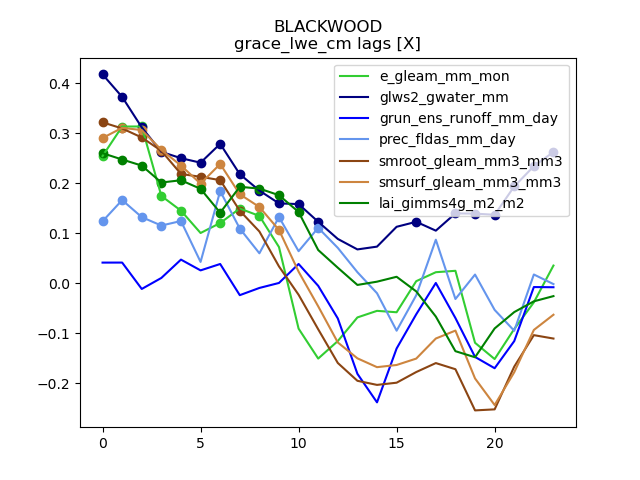 BLACKWOOD
grace_lwe_cm lags [X]
e_gleam_mm_mon
glws2_gwater_mm
grun_ens_runoff_mm_day
prec_fldas_mm_day
smroot_gleam_mm3_mm3
smsurf_gleam_mm3_mm3
lai_gimms4g_m2_m2
0.4
0.3
0.2
0.1
0.0
−0.1
−0.2
0 5 10 15 20